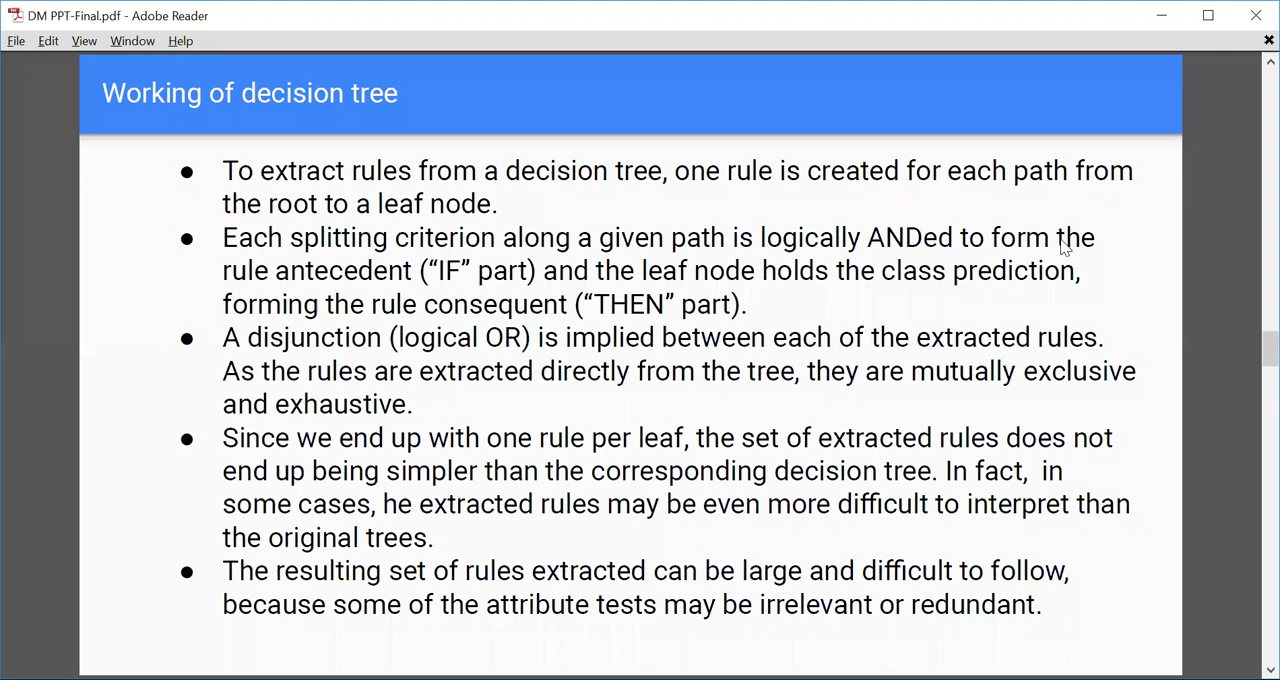 DM PPT-Final.pdf - Adobe Reader
File Edit View Window Help
Working of decision tree
● To extract rules from a decision tree, one rule is created for each path from
the root to a leaf node.
● Each splitting criterion along a given path is logically ANDed to form the
rule antecedent (“IF” part) and the leaf node holds the class prediction,
forming the rule consequent (“THEN” part).
● A disjunction (logical OR) is implied between each of the extracted rules.
As the rules are extracted directly from the tree, they are mutually exclusive
and exhaustive.
● Since we end up with one rule per leaf, the set of extracted rules does not
end up being simpler than the corresponding decision tree. In fact,  in
some cases, he extracted rules may be even more difficult to interpret than
the original trees.
● The resulting set of rules extracted can be large and difficult to follow,
because some of the attribute tests may be irrelevant or redundant.